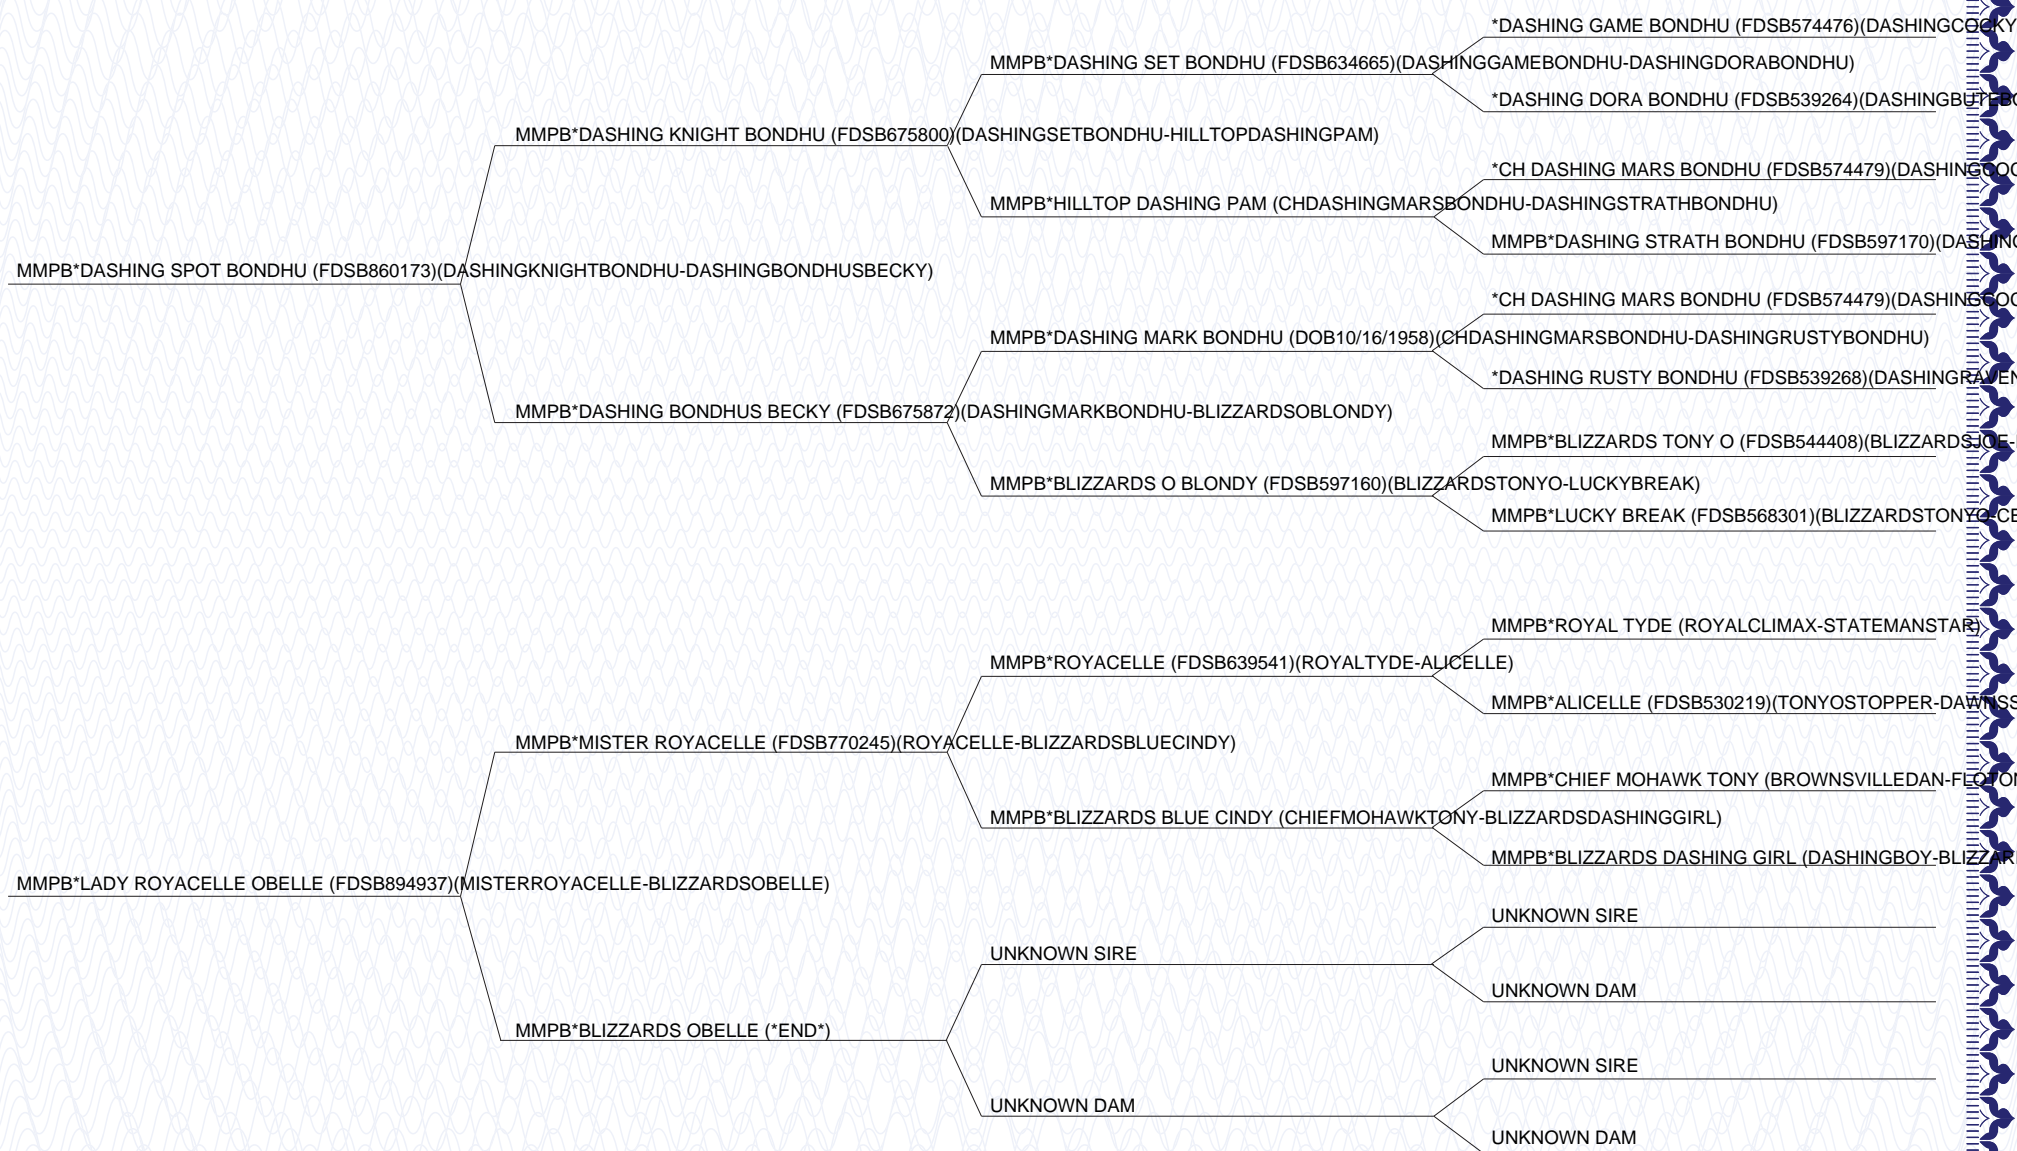 *DASHING GAME BONDHU (FDSB574476)(DASHINGCOCKY
MMPB*DASHING SET BONDHU (FDSB634665)(DASHINGGAMEBONDHU-DASHINGDORABONDHU)
*DASHING DORA BONDHU (FDSB539264)(DASHINGBUTEBO
MMPB*DASHING KNIGHT BONDHU (FDSB675800)(DASHINGSETBONDHU-HILLTOPDASHINGPAM)
*CH DASHING MARS BONDHU (FDSB574479)(DASHINGCOC
MMPB*HILLTOP DASHING PAM (CHDASHINGMARSBONDHU-DASHINGSTRATHBONDHU)
MMPB*DASHING STRATH BONDHU (FDSB597170)(DASHING
MMPB*DASHING SPOT BONDHU (FDSB860173)(DASHINGKNIGHTBONDHU-DASHINGBONDHUSBECKY)
*CH DASHING MARS BONDHU (FDSB574479)(DASHINGCOC
MMPB*DASHING MARK BONDHU (DOB10/16/1958)(CHDASHINGMARSBONDHU-DASHINGRUSTYBONDHU)
*DASHING RUSTY BONDHU (FDSB539268)(DASHINGRAVEN
MMPB*DASHING BONDHUS BECKY (FDSB675872)(DASHINGMARKBONDHU-BLIZZARDSOBLONDY)
MMPB*BLIZZARDS TONY O (FDSB544408)(BLIZZARDSJOE-
MMPB*BLIZZARDS O BLONDY (FDSB597160)(BLIZZARDSTONYO-LUCKYBREAK)
MMPB*LUCKY BREAK (FDSB568301)(BLIZZARDSTONYO-CE
MMPB*ROYAL TYDE (ROYALCLIMAX-STATEMANSTAR)
MMPB*ROYACELLE (FDSB639541)(ROYALTYDE-ALICELLE)
MMPB*ALICELLE (FDSB530219)(TONYOSTOPPER-DAWNSS
MMPB*MISTER ROYACELLE (FDSB770245)(ROYACELLE-BLIZZARDSBLUECINDY)
MMPB*CHIEF MOHAWK TONY (BROWNSVILLEDAN-FLOTON
MMPB*BLIZZARDS BLUE CINDY (CHIEFMOHAWKTONY-BLIZZARDSDASHINGGIRL)
MMPB*BLIZZARDS DASHING GIRL (DASHINGBOY-BLIZZARD
MMPB*LADY ROYACELLE OBELLE (FDSB894937)(MISTERROYACELLE-BLIZZARDSOBELLE)
UNKNOWN SIRE
UNKNOWN SIRE
UNKNOWN DAM
MMPB*BLIZZARDS OBELLE (*END*)
UNKNOWN SIRE
UNKNOWN DAM
UNKNOWN DAM